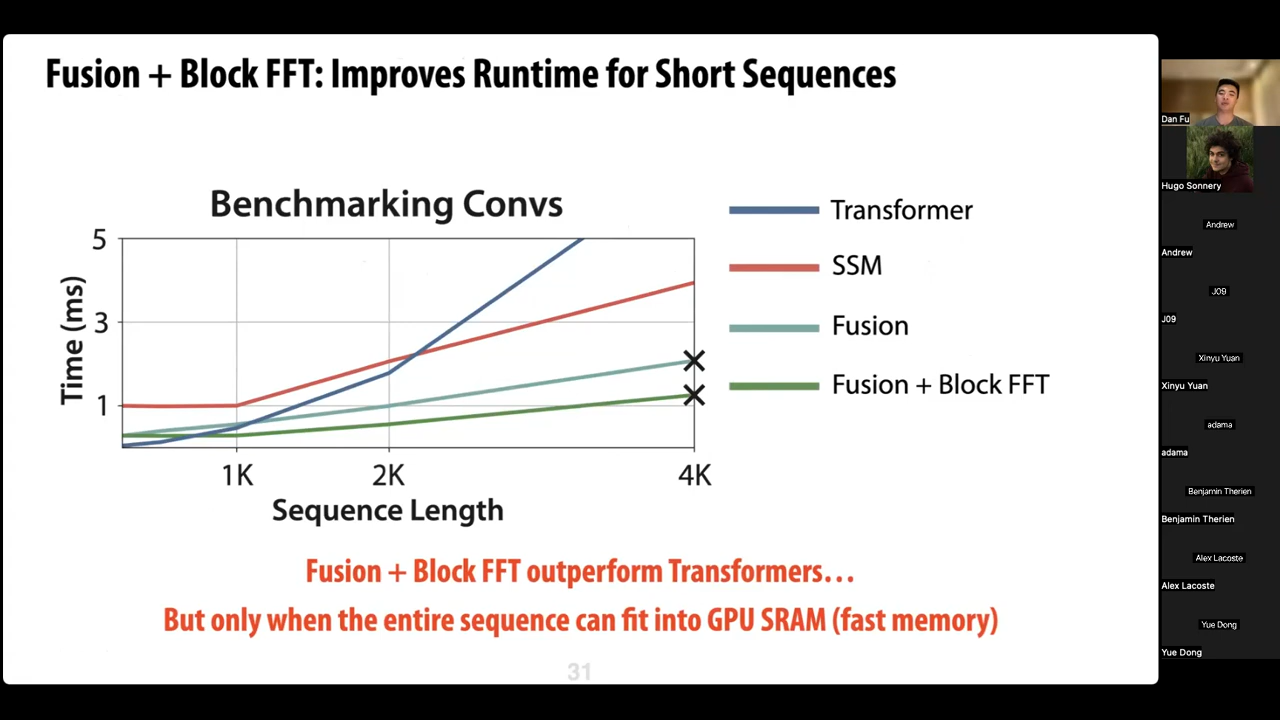 Fusion + Block FFT: Improves Runtime for Short Sequences
Benchmarking Convs
Time (ms)
5
3
1
1K
2K
4K
Sequence Length
Transformer
SSM
Fusion
Fusion + Block FFT
Fusion + Block FFT outperform Transformers…
But only when the entire sequence can fit into GPU SRAM (fast memory)
31
Dan Fu
Hugo Sonnery
Andrew
Andrew
J09
J09
Xinyu Yuan
Xinyu Yuan
adama
adama
Benjamin Therien
Benjamin Therien
Alex Lacoste
Alex Lacoste
Yue Dong
Yue Dong